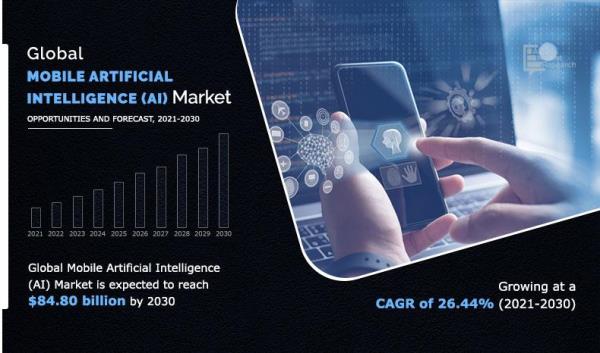 Global
MOBILE ARTIFICIAL
INTELLIGENCE (AI) Market
OPPORTUNITIES AND FORECAST, 2021-2030
2021 2022 2023 2024 2025 2026 2027 2028 2029 2030
Global Mobile Artificial Intelligence
(AI) Market is expected to reach
$84.80 billion by 2030
Growing at a
CAGR of 26.44% (2021-2030)